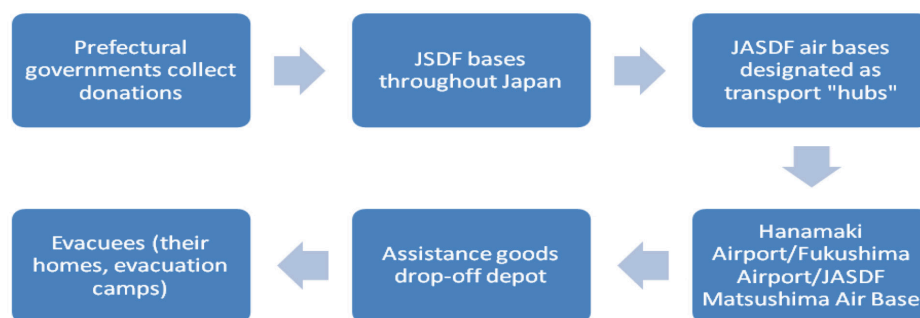 Prefectural
governments collect
donations
JSDF bases
throughout Japan
JASDF air bases
designated as
transport "hubs"
Hanamaki
Airport/Fukushima
Airport/JASDF
Matsushima Air Base
Assistance goods
drop-off depot
Evacuees (their
homes, evacuation
camps)